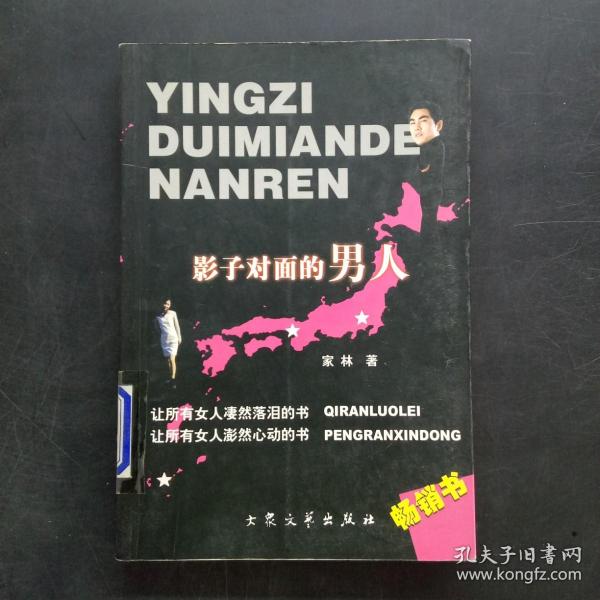 YINGZI
DUIMIANDE
NANREN
影子对面的男人
家林 著
让所有女人凄然落泪的书 QIRANLUOLEI
让所有女人澎然心动的书 PENGRANXINDONG
畅销书
大众文艺出版社
孔夫子旧书网
www.kongfz.com